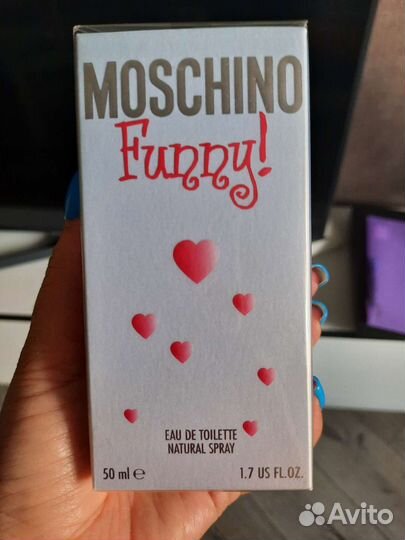 MOSCHINO
Funny!
EAU DE TOILETTE
NATURAL SPRAY
50 ml ℮ 1.7 US FL.OZ.
Avito